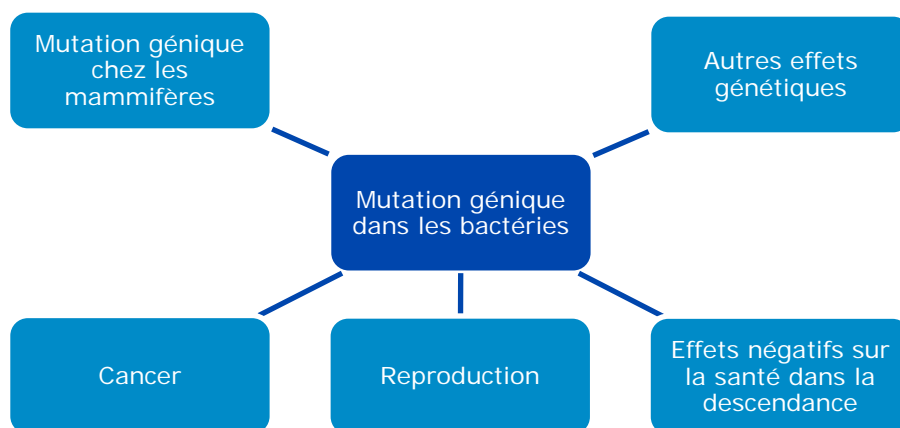 Mutation génique
chez les
mammifères
Autres effets
génétiques
Mutation génique
dans les bactéries
Cancer
Reproduction
Effets négatifs sur
la santé dans la
descendance